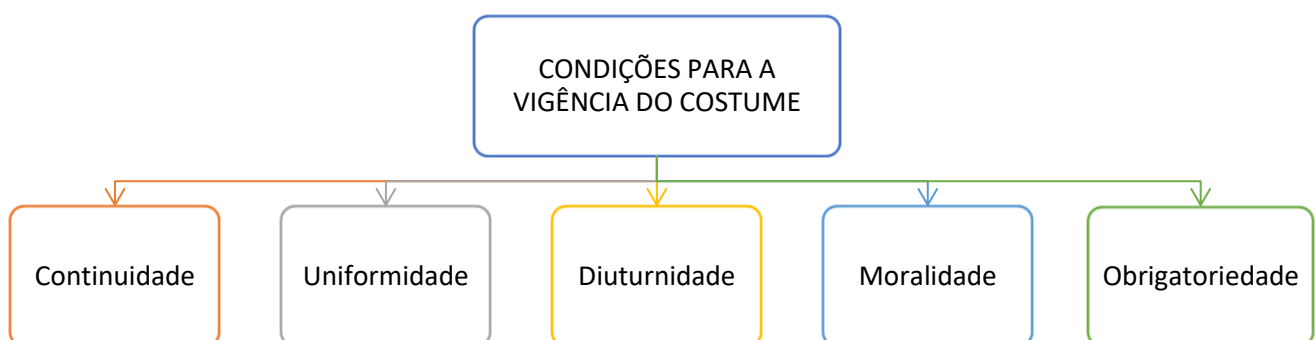 CONDIÇÕES PARA A
VIGÊNCIA DO COSTUME
Continuidade
Uniformidade
Diuturnidade
Moralidade
Obrigatoriedade